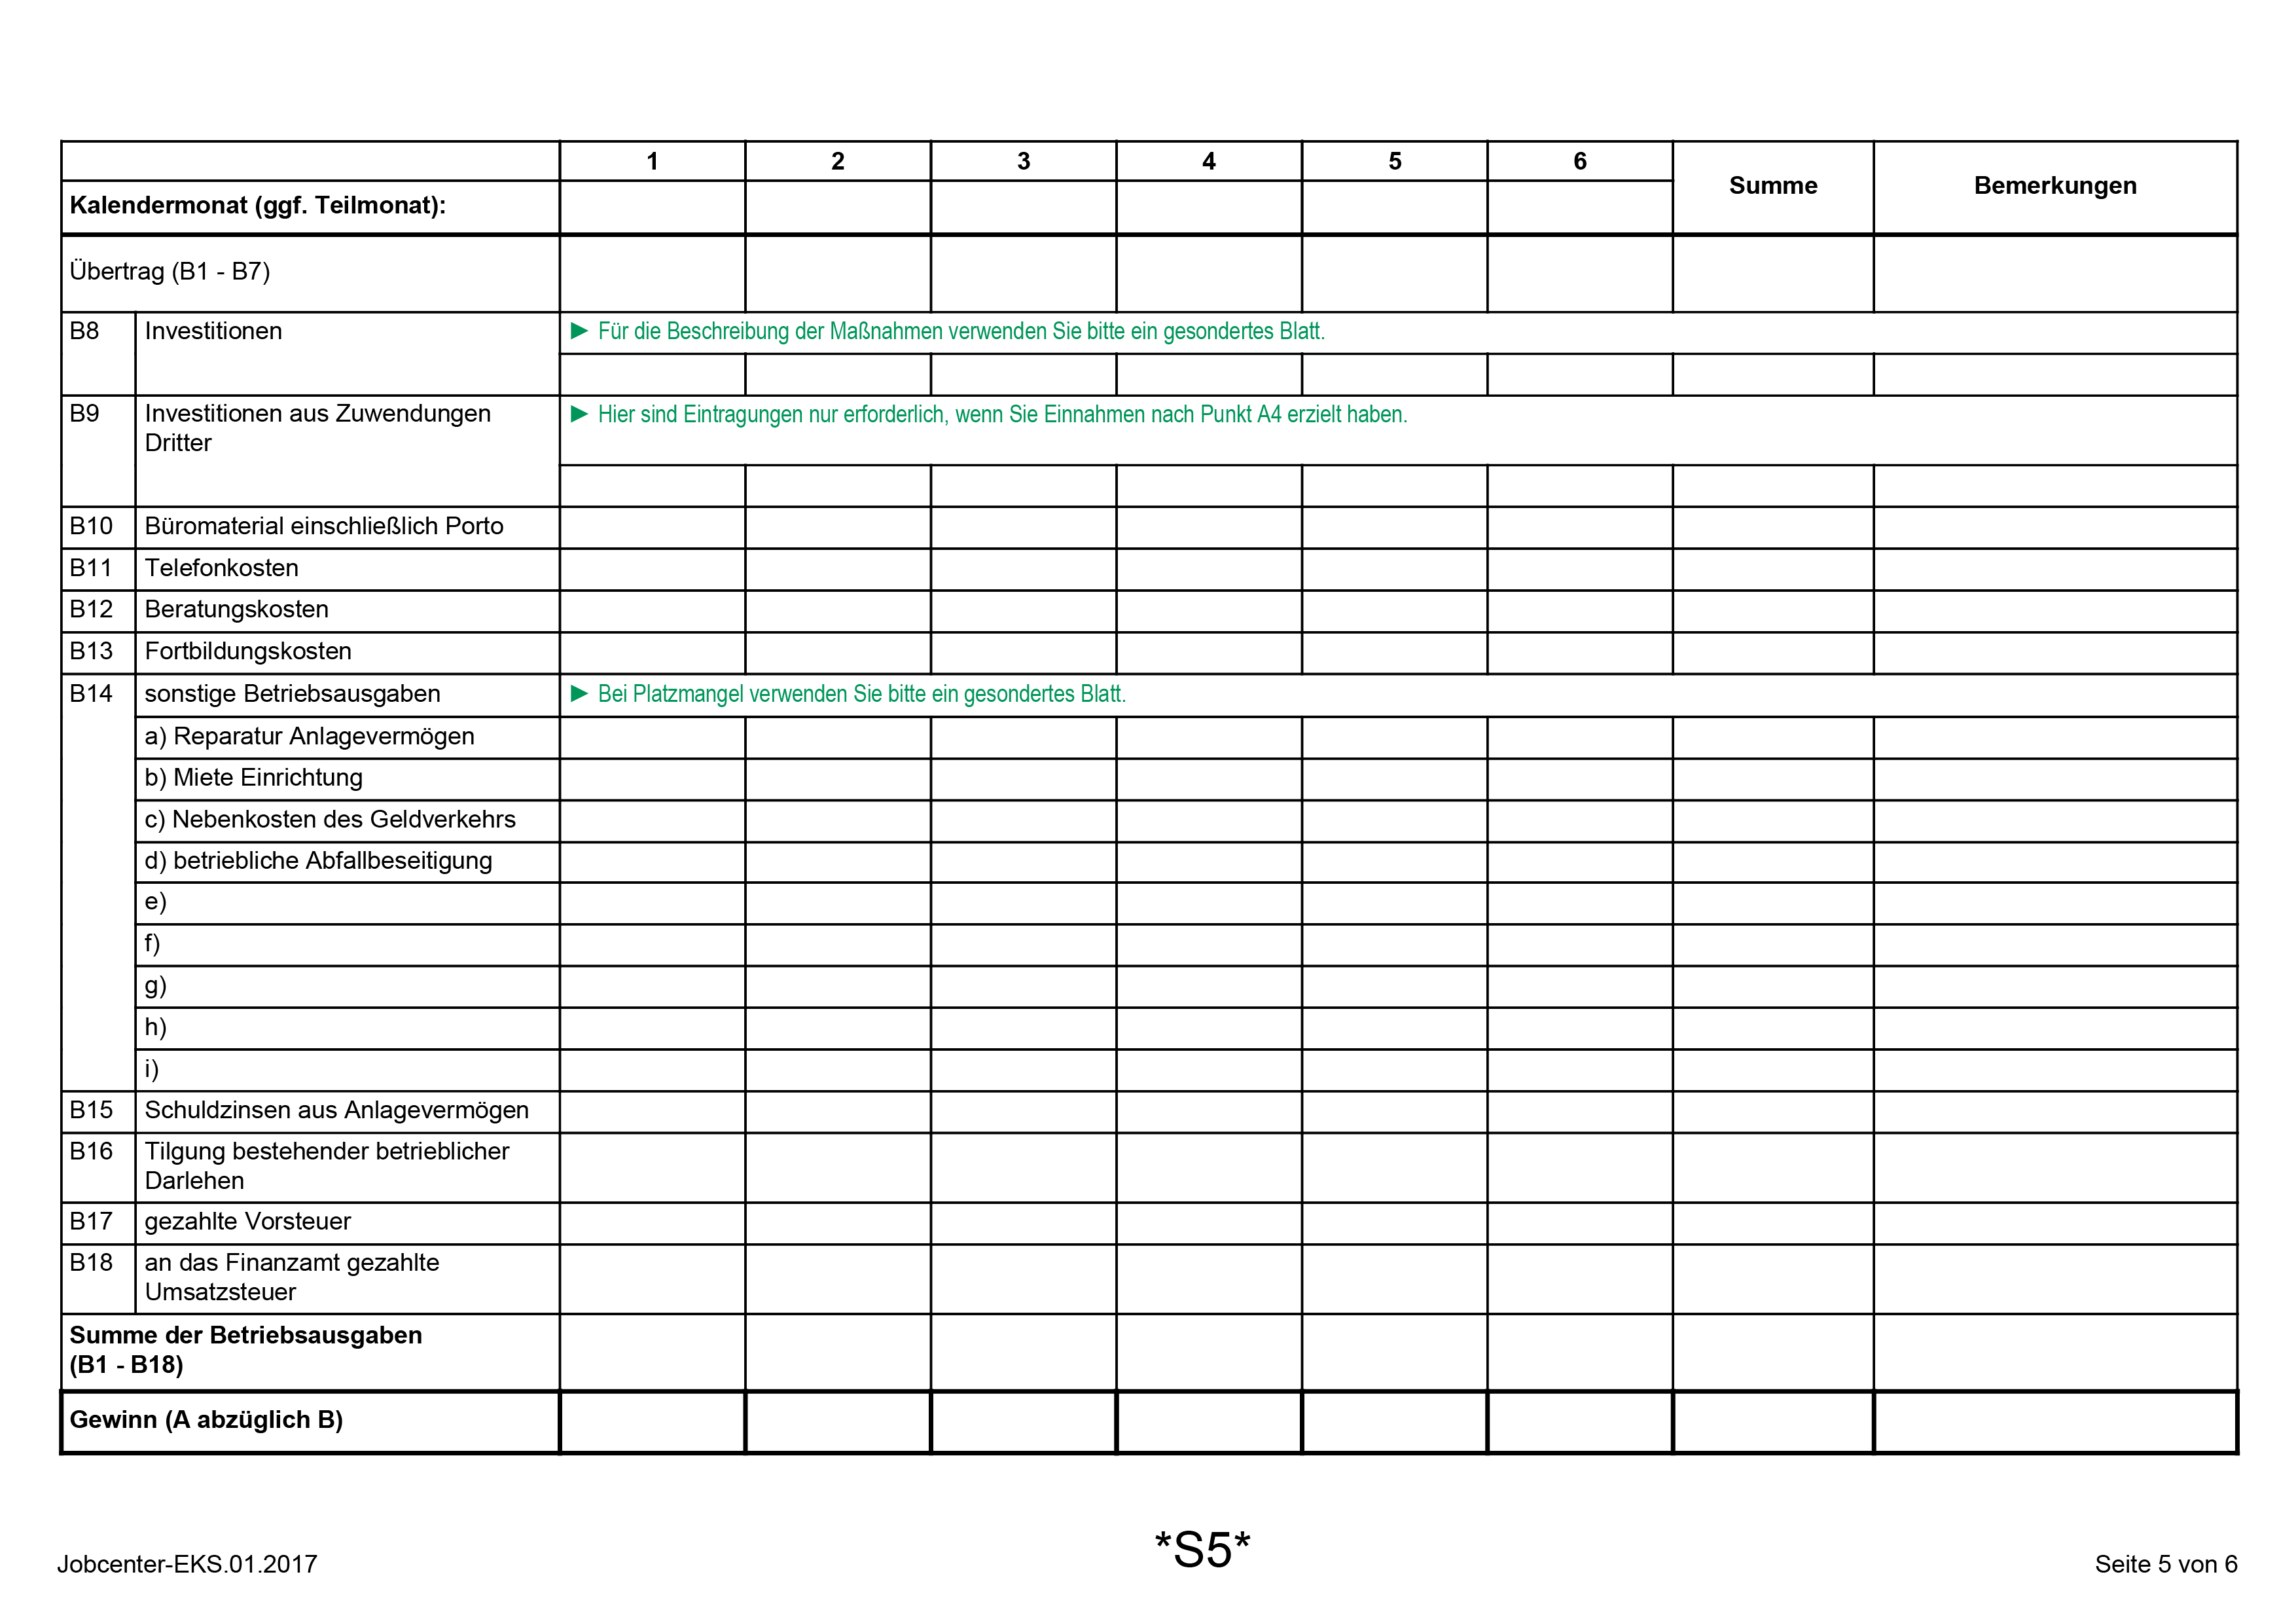 1 2 3 4 5 6 Summe Bemerkungen
Kalendermonat (ggf. Teilmonat):
Übertrag (B1 - B7)
B8 Investitionen ► Für die Beschreibung der Maßnahmen verwenden Sie bitte ein gesondertes Blatt.
B9 Investitionen aus Zuwendungen ► Hier sind Eintragungen nur erforderlich, wenn Sie Einnahmen nach Punkt A4 erzielt haben.
Dritter
B10 Büromaterial einschließlich Porto
B11 Telefonkosten
B12 Beratungskosten
B13 Fortbildungskosten
B14 sonstige Betriebsausgaben ► Bei Platzmangel verwenden Sie bitte ein gesondertes Blatt.
a) Reparatur Anlagevermögen
b) Miete Einrichtung
c) Nebenkosten des Geldverkehrs
d) betriebliche Abfallbeseitigung
e)
f)
g)
h)
i)
B15 Schuldzinsen aus Anlagevermögen
B16 Tilgung bestehender betrieblicher
Darlehen
B17 gezahlte Vorsteuer
B18 an das Finanzamt gezahlte
Umsatzsteuer
Summe der Betriebsausgaben
(B1 - B18)
Gewinn (A abzüglich B)
Jobcenter-EKS.01.2017 *S5* Seite 5 von 6